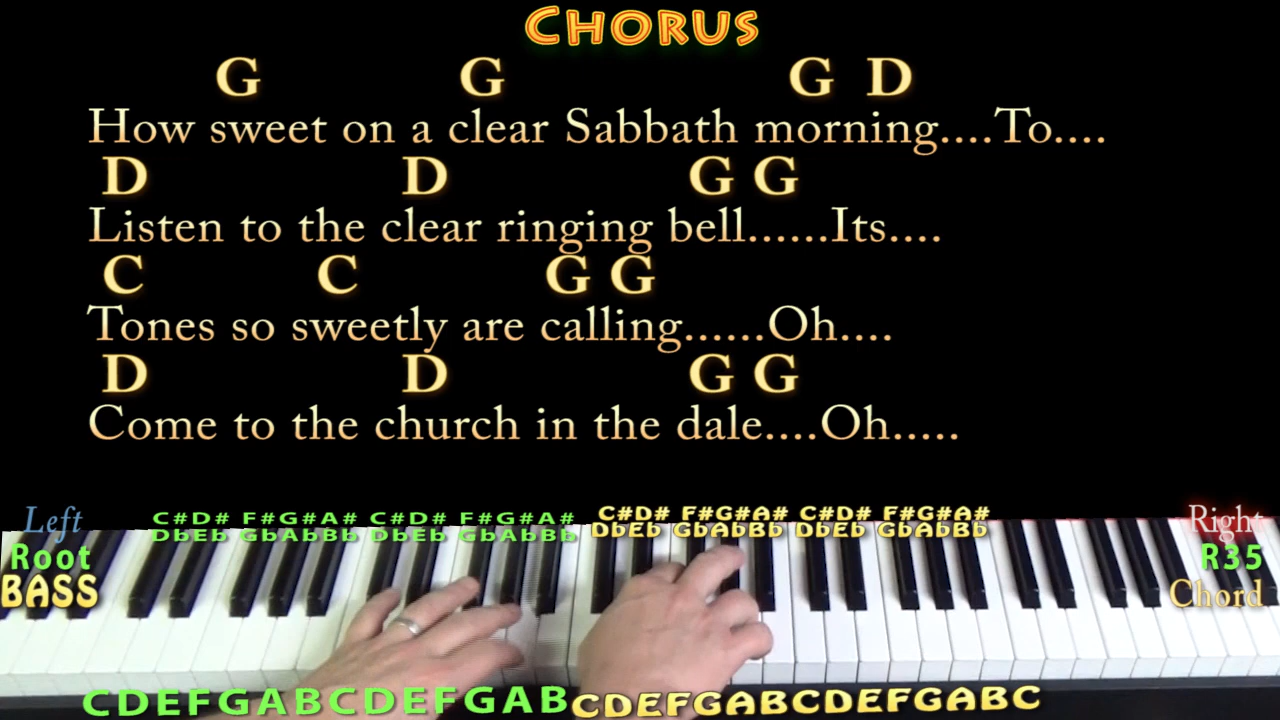 CHORUS
G G G D
How sweet on a clear Sabbath morning....To....
D D G G
Listen to the clear ringing bell......Its....
C C G G
Tones so sweetly are calling......Oh....
D D G G
Come to the church in the dale....Oh.....
Left
Root
BASS
C#D# F#G#A# C#D# F#G#A# C#D# F#G#A# C#D# F#G#A#
DbEb GbAbBb DbEb GbAbBb DbEb GbAbBb DbEb GbAbBb
Right
R35
Chord
CDEFGABCDEFGABCDEFGABCDEFGABC